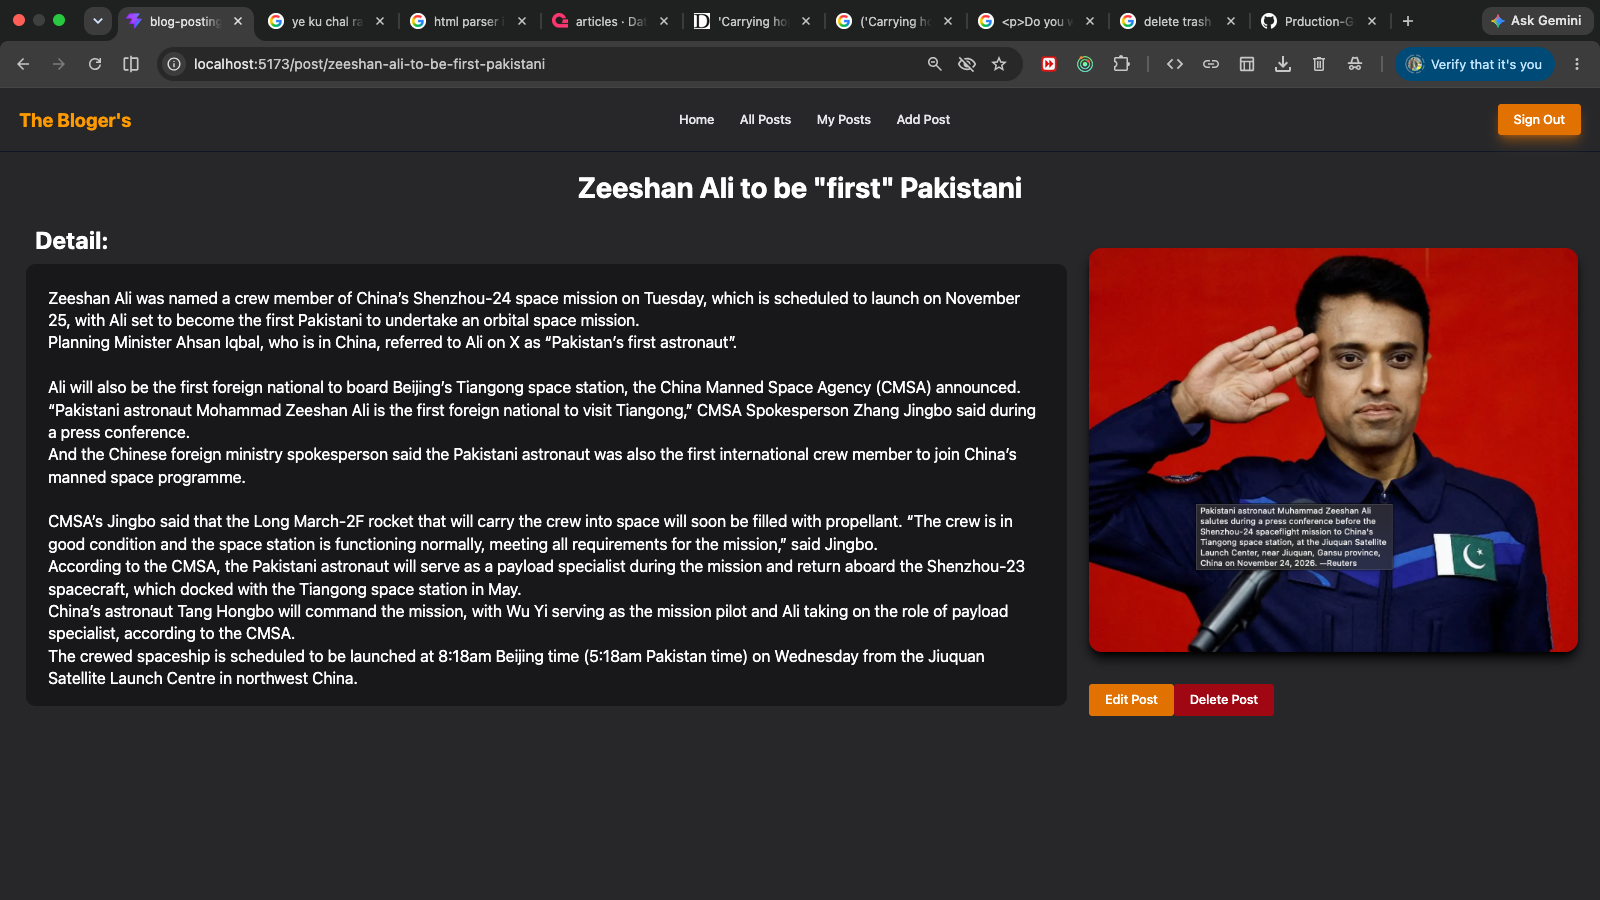 blog-posting
ye ku chal ra
html parser i
articles · Dat
'Carrying ho
('Carrying ho
<p>Do you w
delete trash
Prduction-G
Ask Gemini
localhost:5173/post/zeeshan-ali-to-be-first-pakistani
Verify that it's you
The Bloger's
Home
All Posts
My Posts
Add Post
Sign Out
Zeeshan Ali to be "first" Pakistani
Detail:
Zeeshan Ali was named a crew member of China’s Shenzhou-24 space mission on Tuesday, which is scheduled to launch on November
25, with Ali set to become the first Pakistani to undertake an orbital space mission.
Planning Minister Ahsan Iqbal, who is in China, referred to Ali on X as “Pakistan’s first astronaut”.
Ali will also be the first foreign national to board Beijing’s Tiangong space station, the China Manned Space Agency (CMSA) announced.
“Pakistani astronaut Mohammad Zeeshan Ali is the first foreign national to visit Tiangong,” CMSA Spokesperson Zhang Jingbo said during
a press conference.
And the Chinese foreign ministry spokesperson said the Pakistani astronaut was also the first international crew member to join China’s
manned space programme.
CMSA’s Jingbo said that the Long March-2F rocket that will carry the crew into space will soon be filled with propellant. “The crew is in
good condition and the space station is functioning normally, meeting all requirements for the mission,” said Jingbo.
According to the CMSA, the Pakistani astronaut will serve as a payload specialist during the mission and return aboard the Shenzhou-23
spacecraft, which docked with the Tiangong space station in May.
China’s astronaut Tang Hongbo will command the mission, with Wu Yi serving as the mission pilot and Ali taking on the role of payload
specialist, according to the CMSA.
The crewed spaceship is scheduled to be launched at 8:18am Beijing time (5:18am Pakistan time) on Wednesday from the Jiuquan
Satellite Launch Centre in northwest China.
Pakistani astronaut Muhammad Zeeshan Ali
salutes during a press conference before the
Shenzhou-24 spaceflight mission to China's
Tiangong space station, at the Jiuquan Satellite
Launch Center, near Jiuquan, Gansu province,
China on November 24, 2026. —Reuters
Edit Post
Delete Post